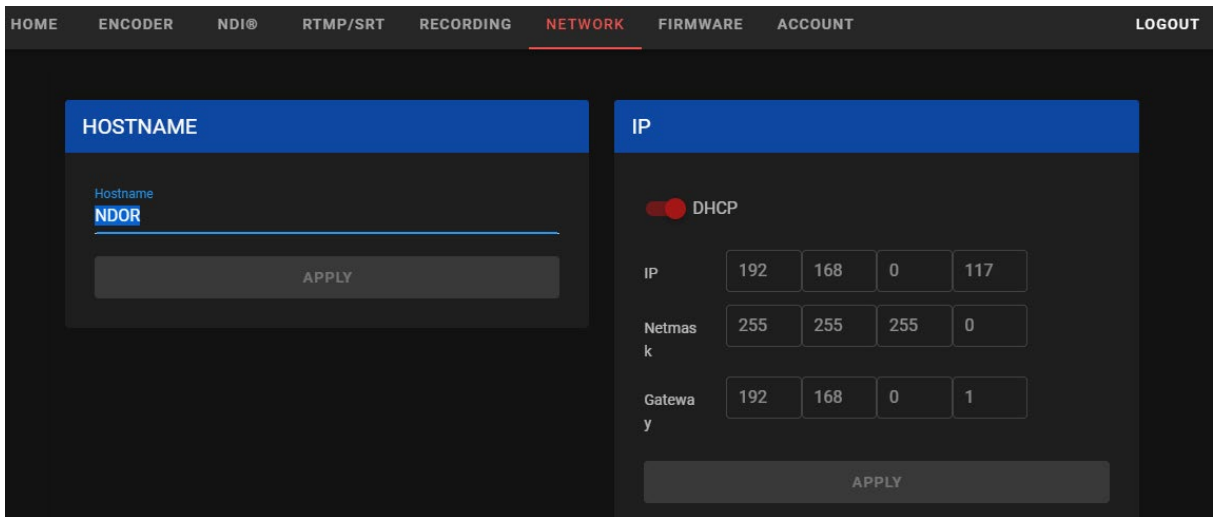 HOME ENCODER NDI® RTMP/SRT RECORDING NETWORK FIRMWARE ACCOUNT LOGOUT
HOSTNAME
Hostname
NDOR
APPLY
IP
DHCP
IP 192 168 0 117
Netmas 255 255 255 0
k
Gatewa 192 168 0 1
y
APPLY